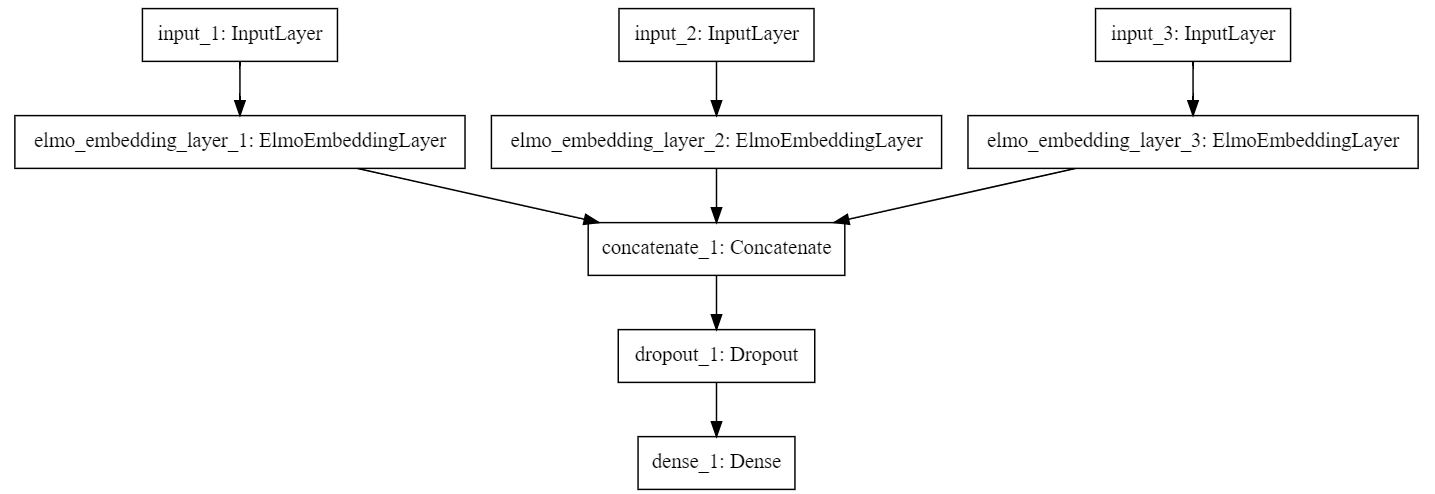 input_1: InputLayer
input_2: InputLayer
input_3: InputLayer
elmo_embedding_layer_1: ElmoEmbeddingLayer
elmo_embedding_layer_2: ElmoEmbeddingLayer
elmo_embedding_layer_3: ElmoEmbeddingLayer
concatenate_1: Concatenate
dropout_1: Dropout
dense_1: Dense